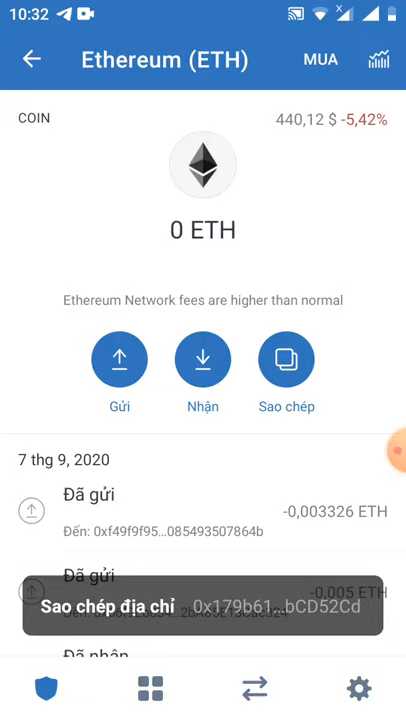 10:32
Ethereum (ETH)
MUA
COIN
440,12 $ -5,42%
0 ETH
Ethereum Network fees are higher than normal
Gửi
Nhận
Sao chép
7 thg 9, 2020
Đã gửi
-0,003326 ETH
Đến: 0xf49f9f95...085493507864b
Đã gửi
-0,005 ETH
Sao chép địa chỉ 0x179b61...bCD52Cd
Đã nhận